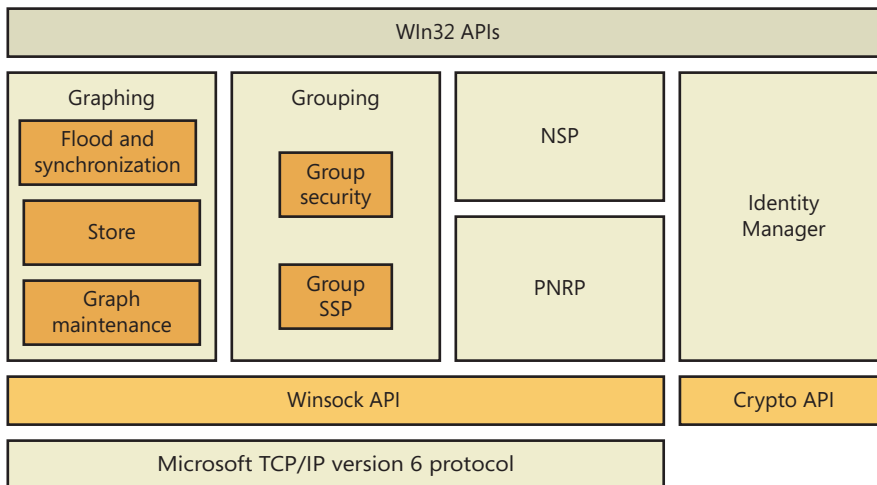 WIn32 APIs
Graphing
Flood and
synchronization
Store
Graph
maintenance
Grouping
Group
security
Group
SSP
NSP
PNRP
Identity
Manager
Winsock API
Crypto API
Microsoft TCP/IP version 6 protocol